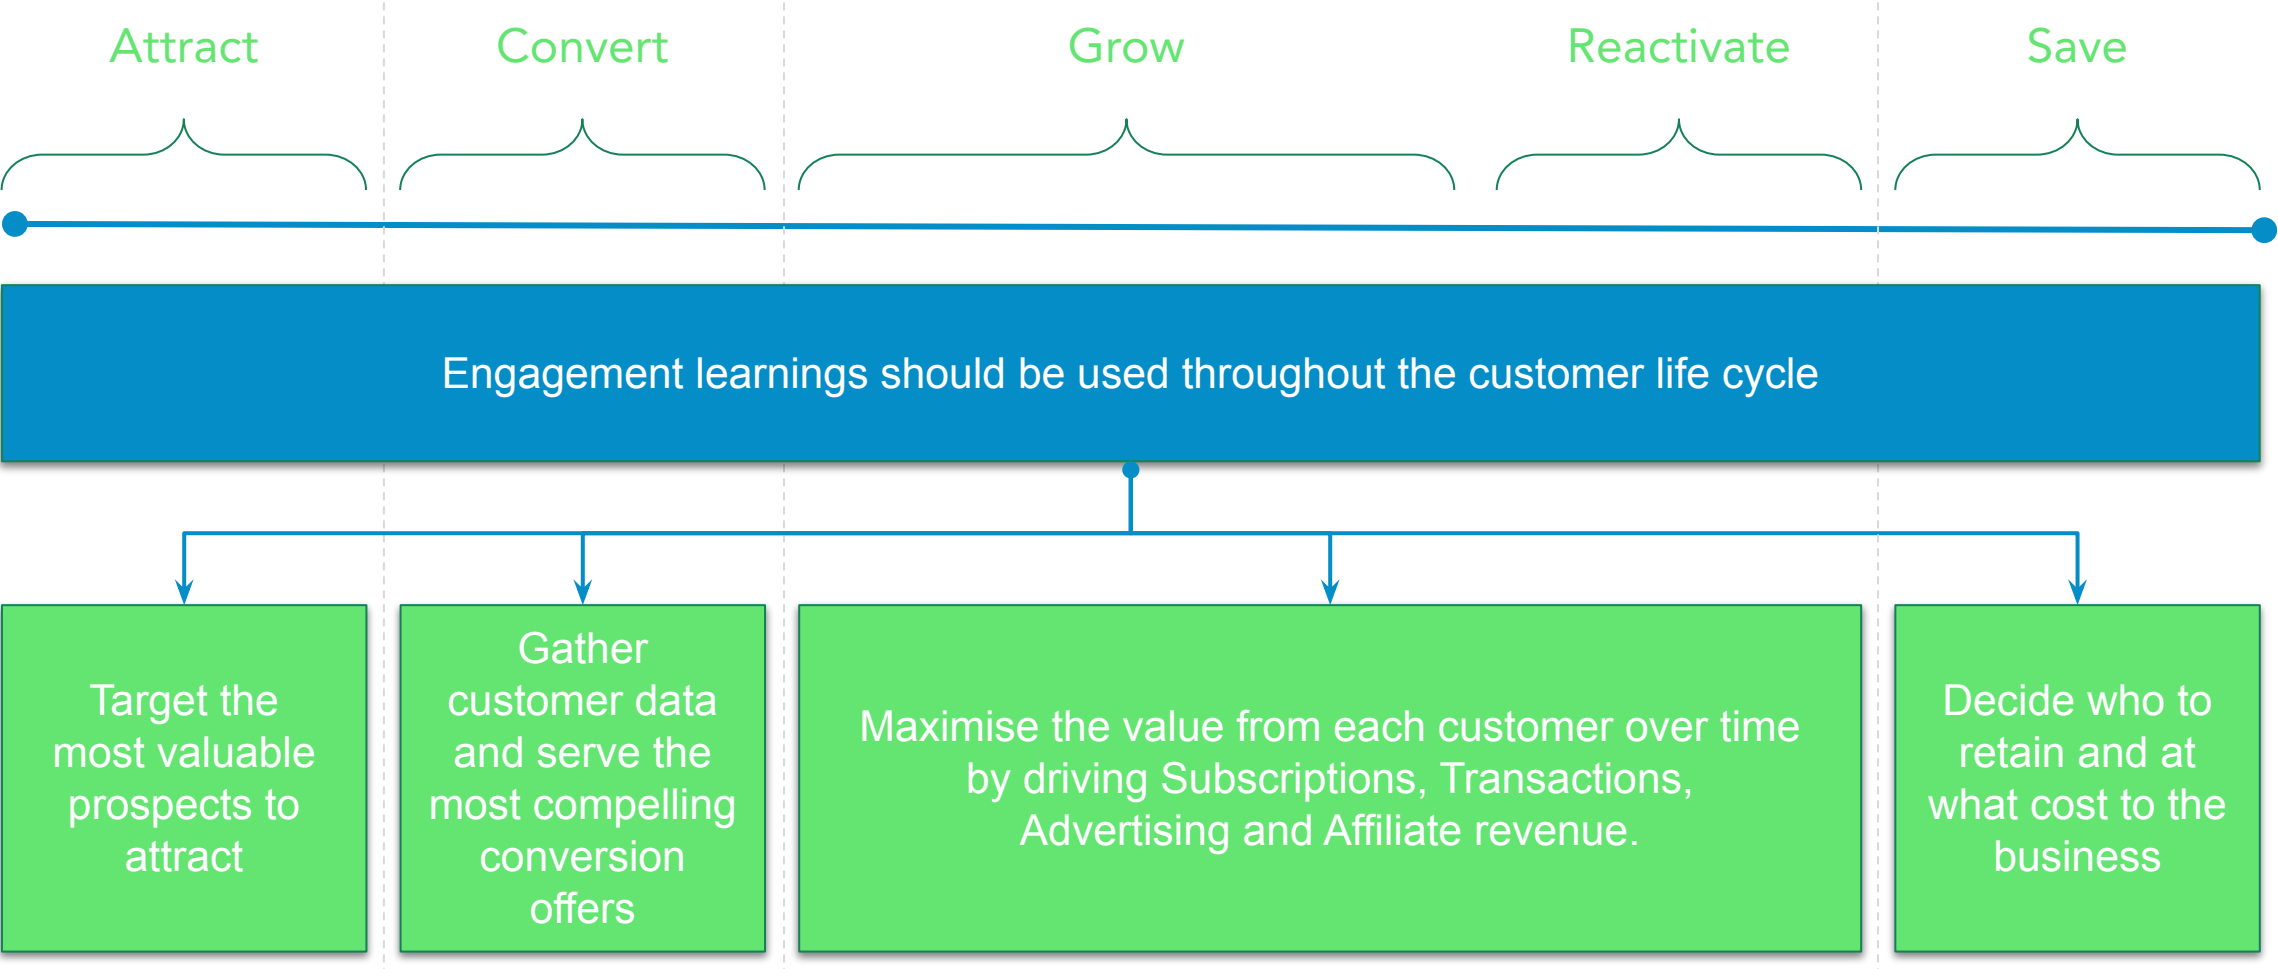 Attract
Convert
Grow
Reactivate
Save
Engagement learnings should be used throughout the customer life cycle
Target the
most valuable
prospects to
attract
Gather
customer data
and serve the
most compelling
conversion
offers
Maximise the value from each customer over time
by driving Subscriptions, Transactions,
Advertising and Affiliate revenue.
Decide who to
retain and at
what cost to the
business